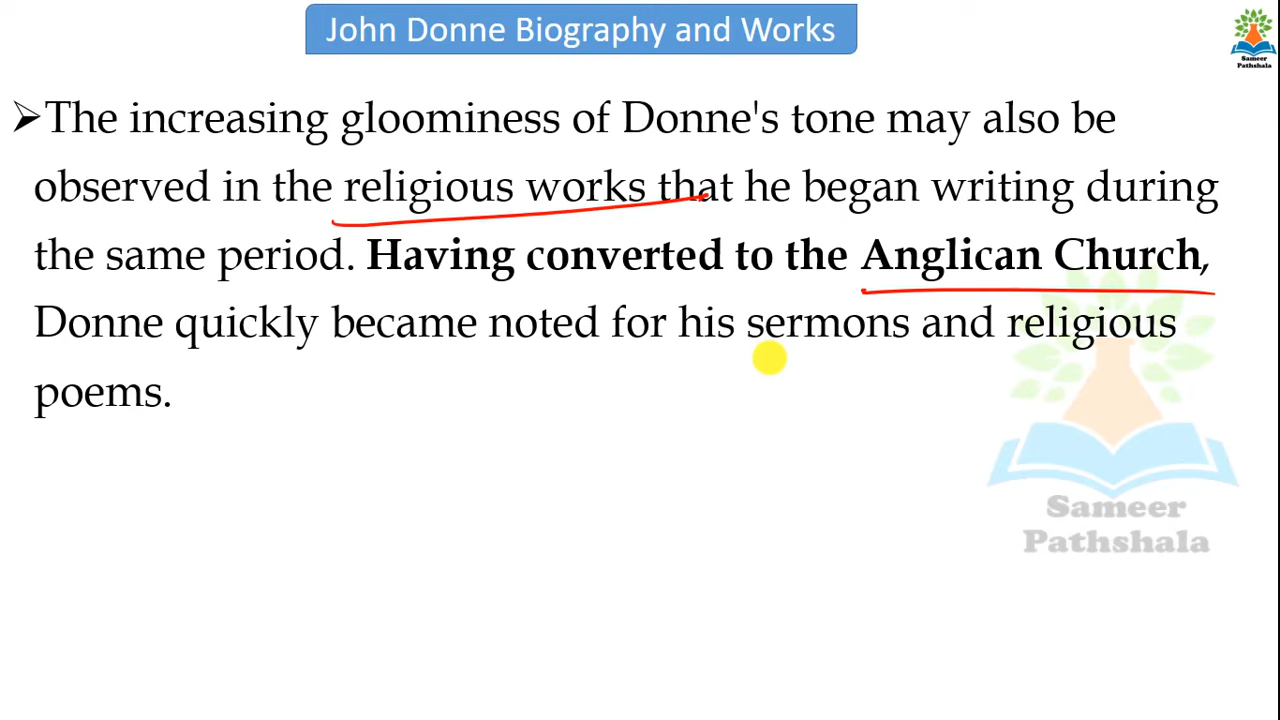 John Donne Biography and Works
Sameer
Pathshala
➢The increasing gloominess of Donne's tone may also be
observed in the religious works that he began writing during
the same period. Having converted to the Anglican Church,
Donne quickly became noted for his sermons and religious
poems.
Sameer
Pathshala